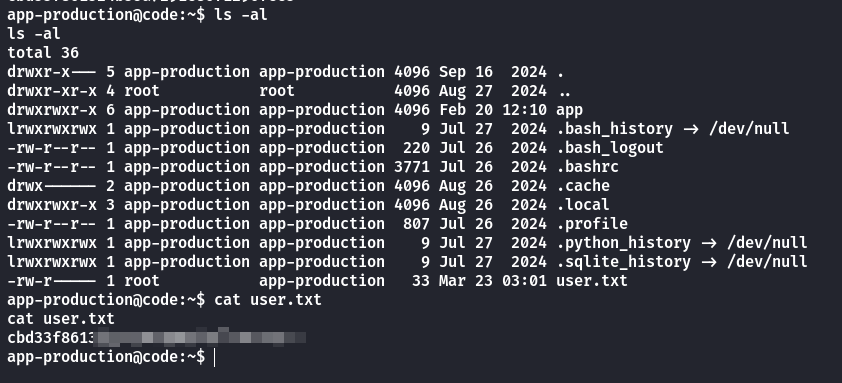 app-production@code:~$ ls -al
ls -al
total 36
drwxr-x--- 5 app-production app-production 4096 Sep 16  2024 .
drwxr-xr-x 4 root           root           4096 Aug 27  2024 ..
drwxrwxr-x 6 app-production app-production 4096 Feb 20 12:10 app
lrwxrwxrwx 1 app-production app-production    9 Jul 27  2024 .bash_history -> /dev/null
-rw-r--r-- 1 app-production app-production  220 Jul 26  2024 .bash_logout
-rw-r--r-- 1 app-production app-production 3771 Jul 26  2024 .bashrc
drwx------ 2 app-production app-production 4096 Aug 26  2024 .cache
drwxrwxr-x 3 app-production app-production 4096 Aug 26  2024 .local
-rw-r--r-- 1 app-production app-production  807 Jul 26  2024 .profile
lrwxrwxrwx 1 app-production app-production    9 Jul 27  2024 .python_history -> /dev/null
lrwxrwxrwx 1 app-production app-production    9 Jul 27  2024 .sqlite_history -> /dev/null
-rw-r----- 1 root           app-production   33 Mar 23 03:01 user.txt
app-production@code:~$ cat user.txt
cat user.txt
cbd33f8613
app-production@code:~$